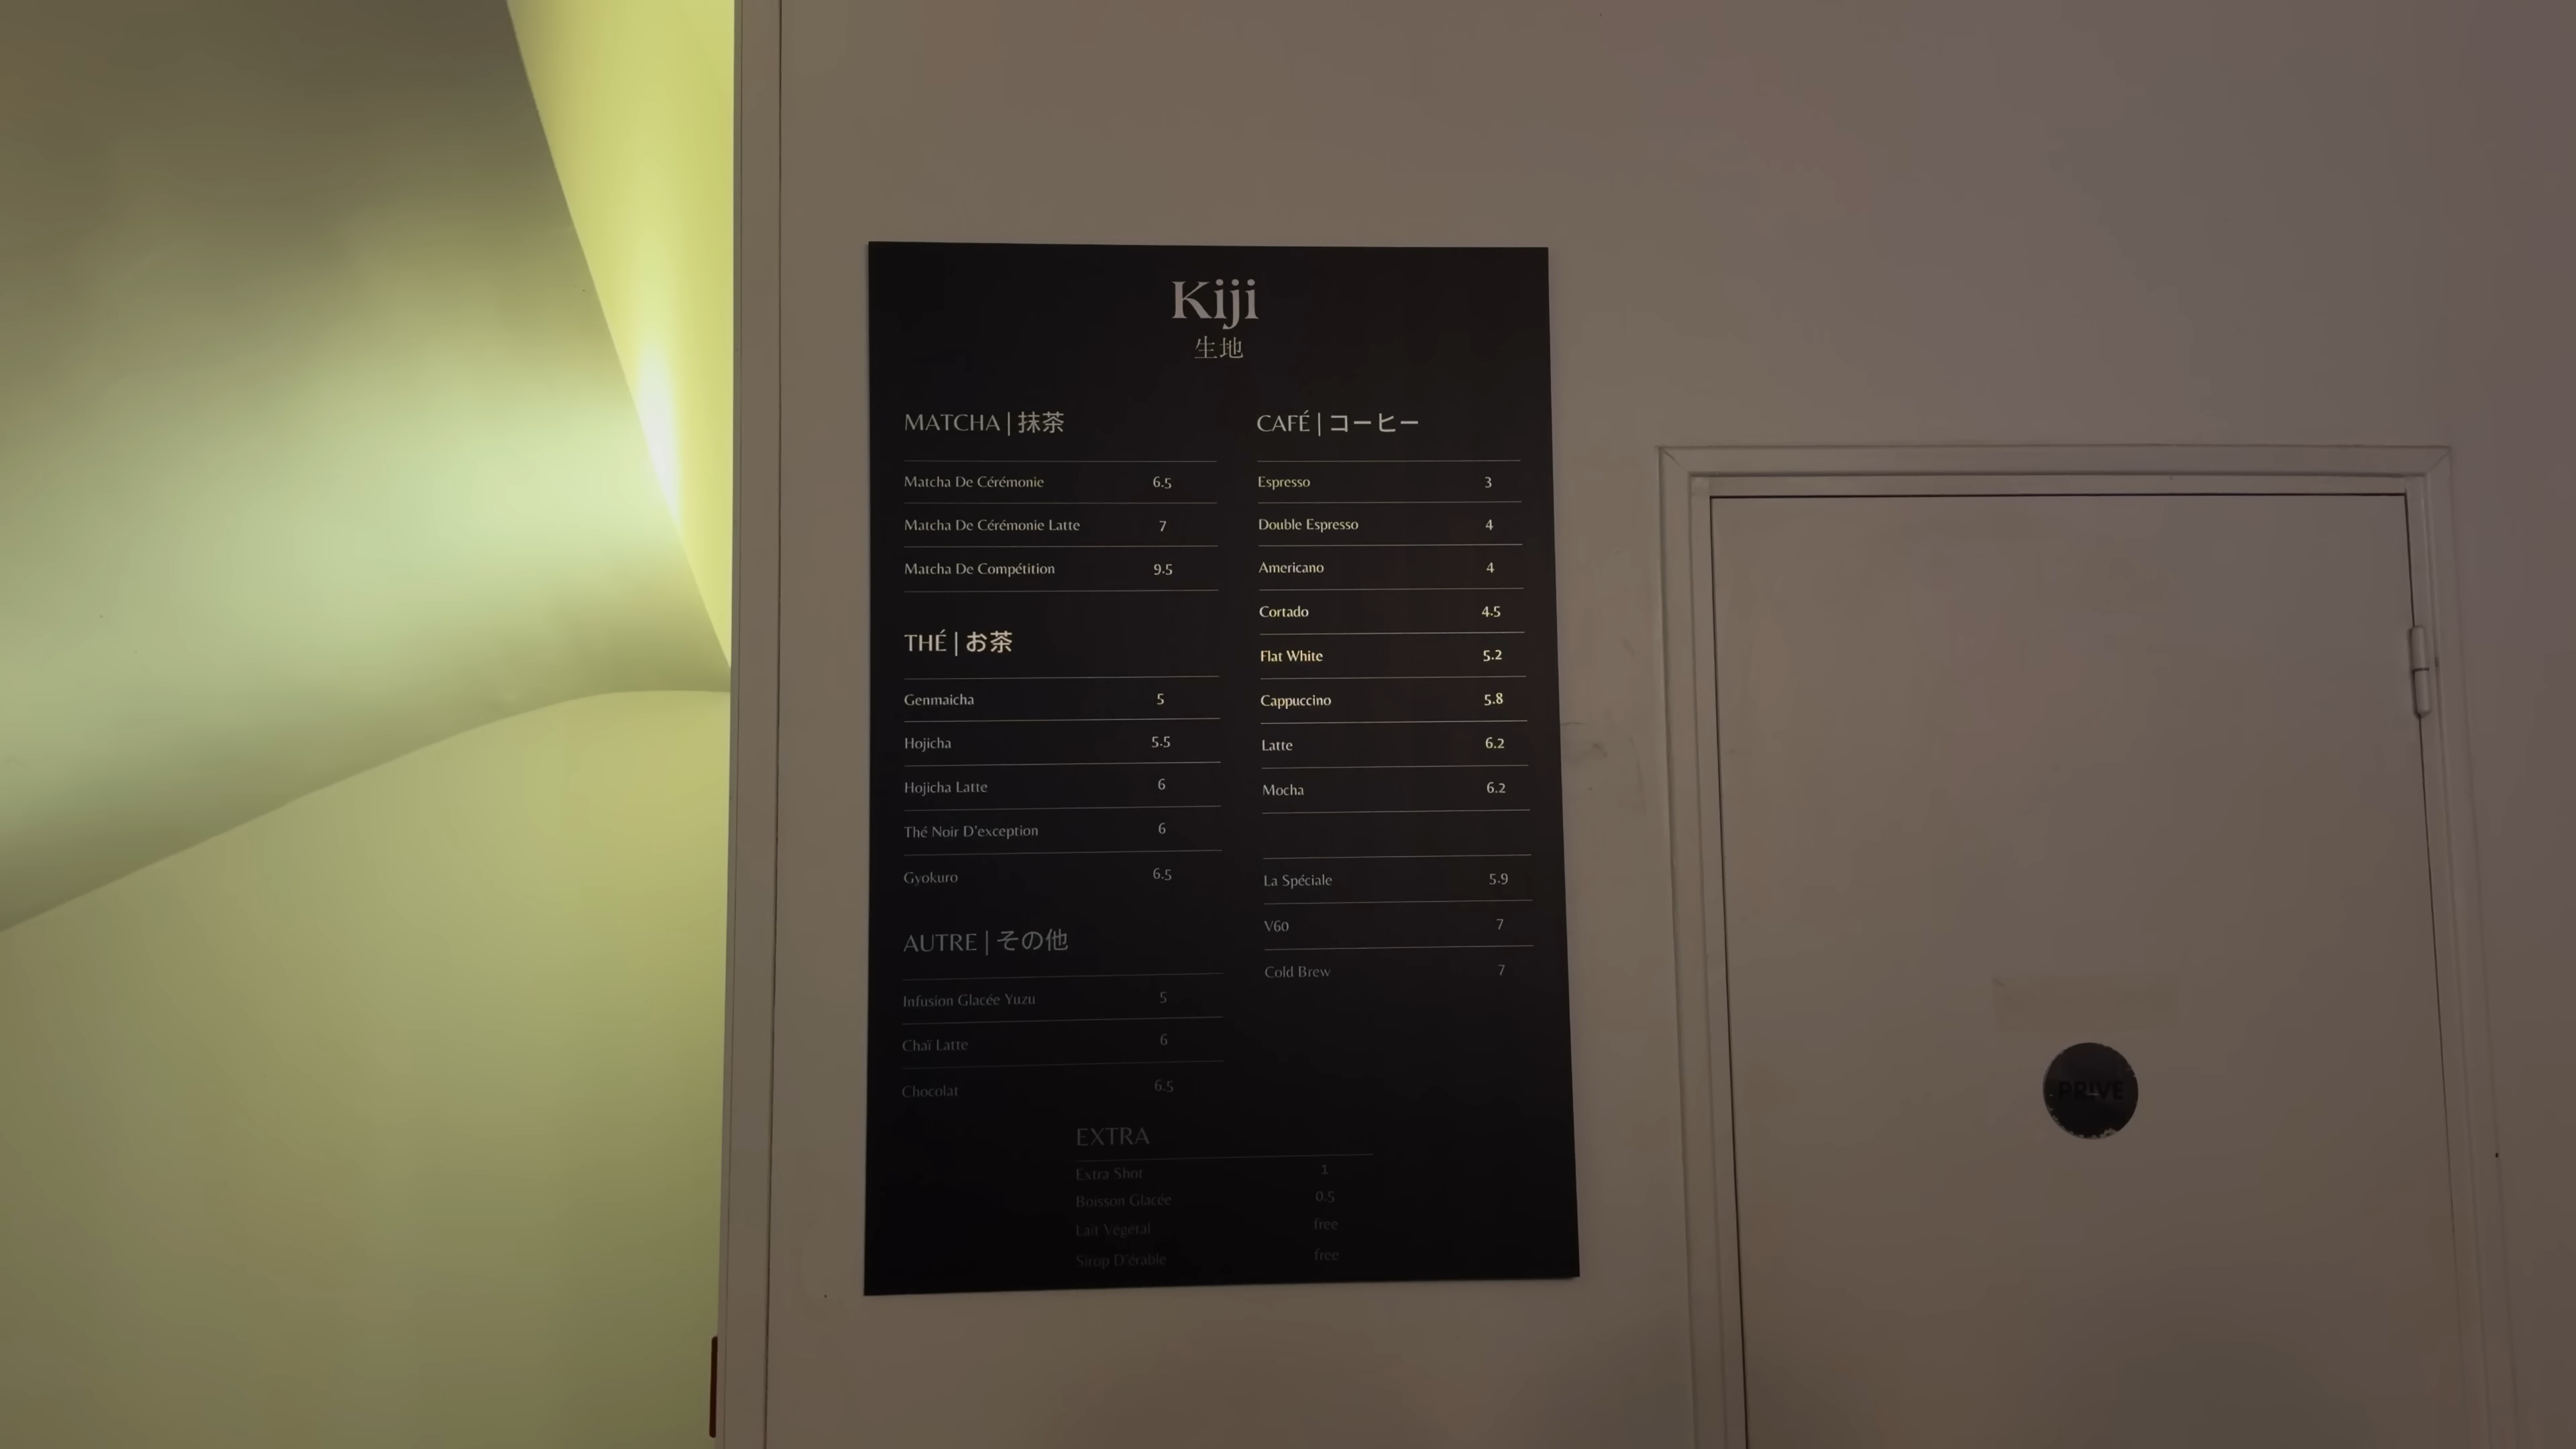 Kiji
生地
MATCHA | 抹茶
Matcha De Cérémonie 6.5
Matcha De Cérémonie Latte 7
Matcha De Compétition 9.5
THÉ | お茶
Genmaicha 5
Hojicha 5.5
Hojicha Latte 6
Thé Noir D'exception 6
Gyokuro 6.5
AUTRE | その他
Infusion Glacée Yuzu 5
Chaï Latte 6
Chocolat 6.5
CAFÉ | コーヒー
Espresso 3
Double Espresso 4
Americano 4
Cortado 4.5
Flat White 5.2
Cappuccino 5.8
Latte 6.2
Mocha 6.2
La Spéciale 5.9
V60 7
Cold Brew 7
EXTRA
Extra Shot 1
Boisson Glacée 0.5
Lait Végétal free
Sirop D'érable free
PRIVE